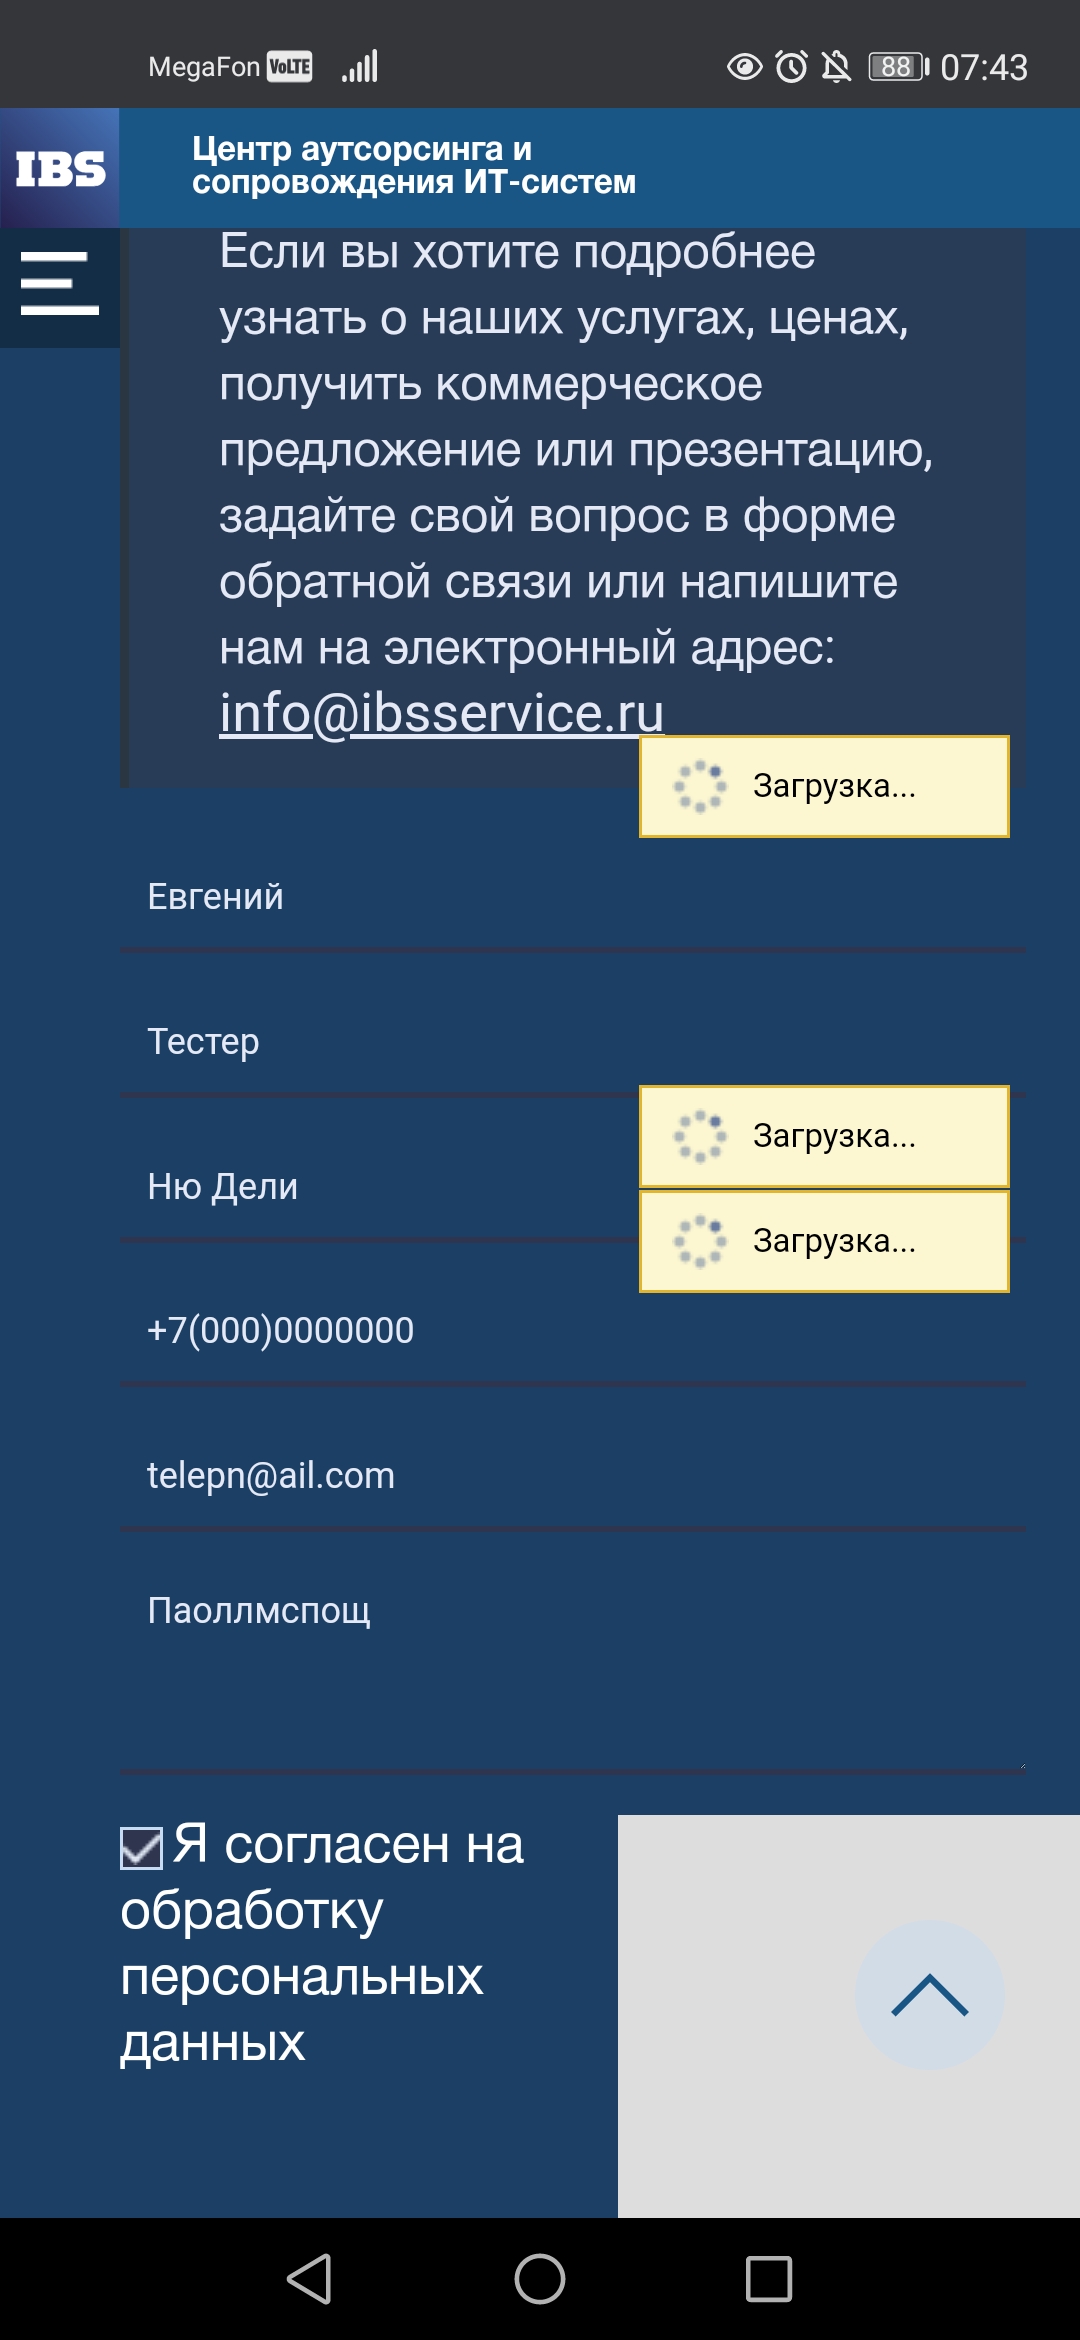 MegaFon VoLTE 88 07:43
IBS
Центр аутсорсинга и
сопровождения ИТ-систем
Если вы хотите подробнее
узнать о наших услугах, ценах,
получить коммерческое
предложение или презентацию,
задайте свой вопрос в форме
обратной связи или напишите
нам на электронный адрес:
info@ibsservice.ru
Загрузка...
Евгений
Тестер
Загрузка...
Ню Дели
Загрузка...
+7(000)0000000
telepn@ail.com
Паоллмспощ
Я согласен на
обработку
персональных
данных